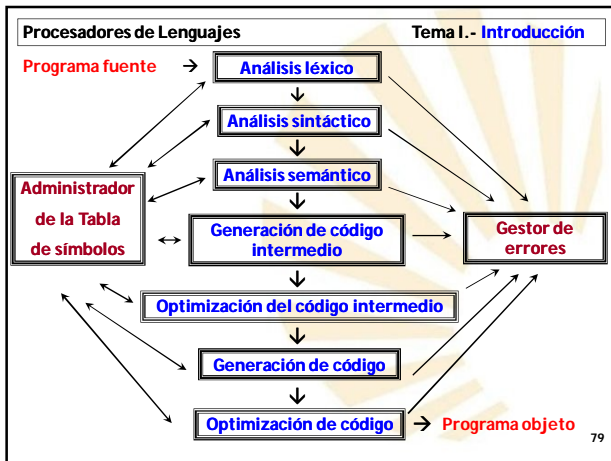 Procesadores de Lenguajes Tema I.- Introducción
Programa fuente → Análisis léxico
Análisis sintáctico
Análisis semántico
Administrador
de la Tabla
de símbolos
Generación de código
intermedio
Gestor de
errores
Optimización del código intermedio
Generación de código
Optimización de código → Programa objeto
79